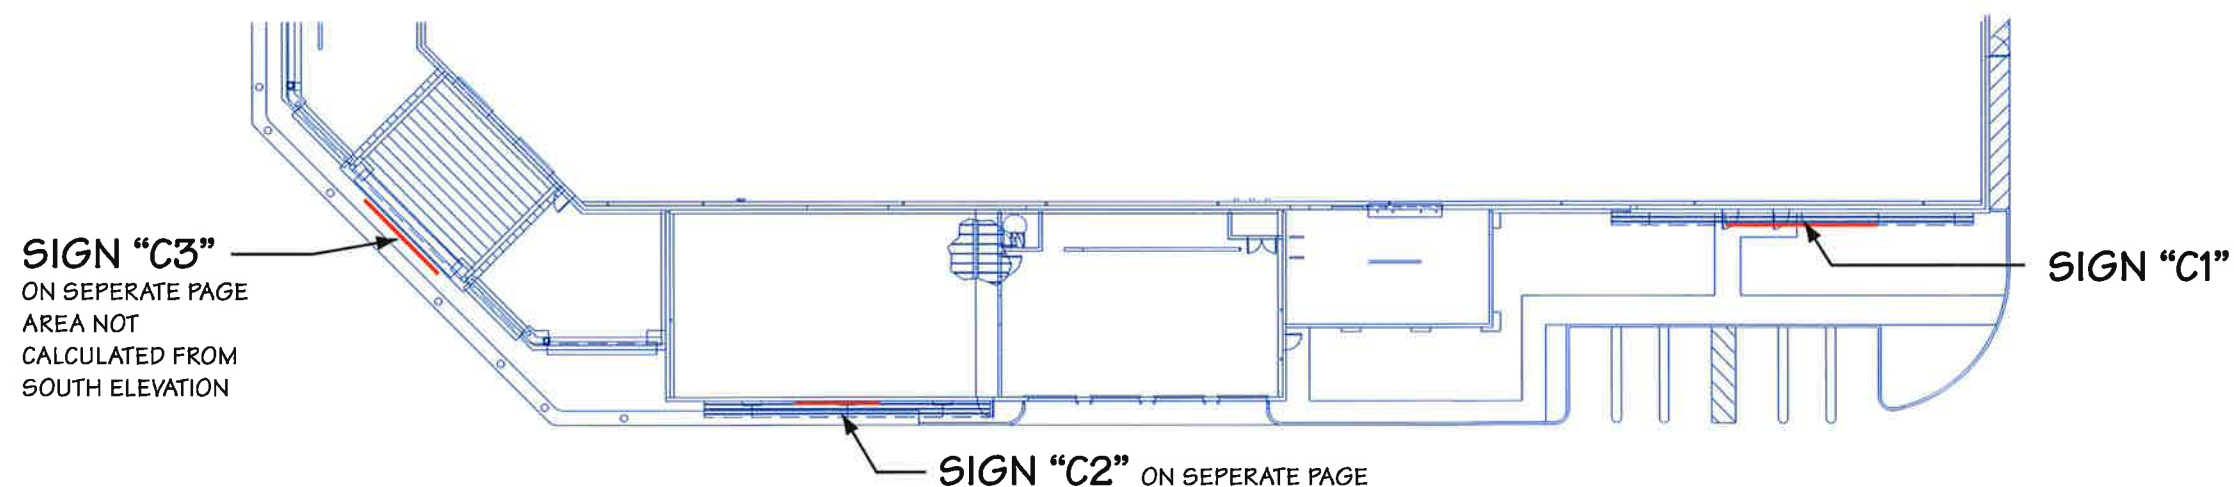 SIGN “C3”
ON SEPERATE PAGE
AREA NOT
CALCULATED FROM
SOUTH ELEVATION
SIGN “C1”
SIGN “C2” ON SEPERATE PAGE